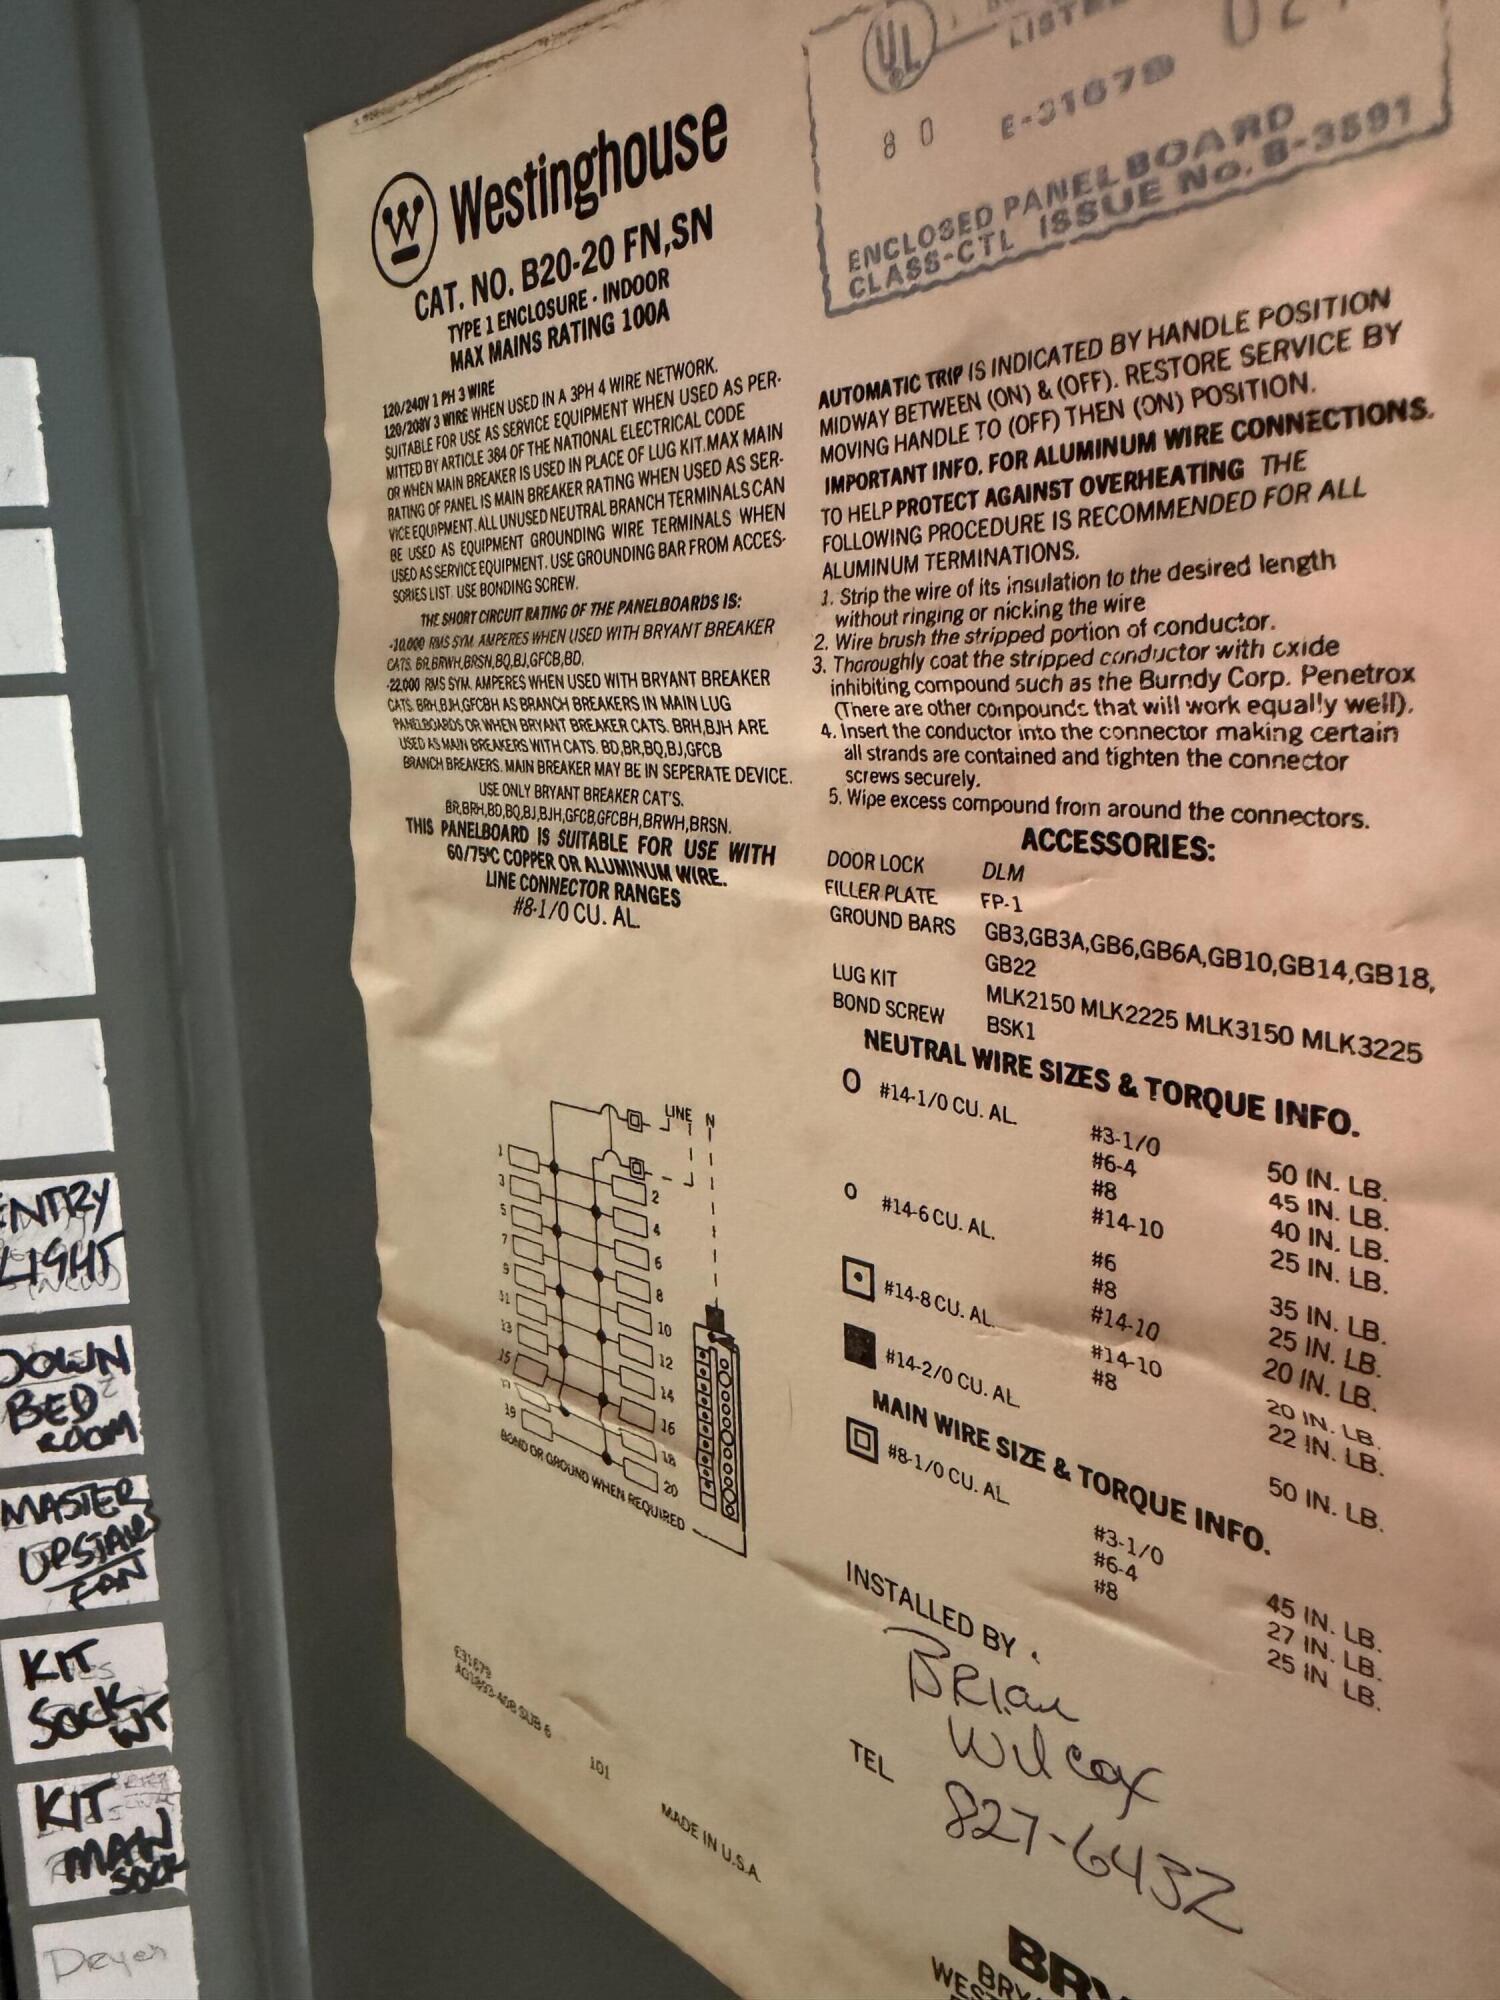 ENTRY
LIGHT
DOWN
BED
ROOM
MASTER
UPSTAIRS
FAN
KIT
SOCK
WT
KIT
MAIN
SOCK
Dryer
W Westinghouse
CAT. NO. B20-20 FN,SN
TYPE 1 ENCLOSURE - INDOOR
MAX MAINS RATING 100A
120/240V 1 PH 3 WIRE
120/208V 3 WIRE WHEN USED IN A 3PH 4 WIRE NETWORK.
SUITABLE FOR USE AS SERVICE EQUIPMENT WHEN USED AS PER-
MITTED BY ARTICLE 384 OF THE NATIONAL ELECTRICAL CODE
OR WHEN MAIN BREAKER IS USED IN PLACE OF LUG KIT. MAX MAIN
RATING OF PANEL IS MAIN BREAKER RATING WHEN USED AS SER-
VICE EQUIPMENT. ALL UNUSED NEUTRAL BRANCH TERMINALS CAN
BE USED AS EQUIPMENT GROUNDING WIRE TERMINALS WHEN
USED AS SERVICE EQUIPMENT. USE GROUNDING BAR FROM ACCES-
SORIES LIST. USE BONDING SCREW.
THE SHORT CIRCUIT RATING OF THE PANELBOARDS IS:
-10,000 RMS SYM. AMPERES WHEN USED WITH BRYANT BREAKER
CATS. BR,BRWH,BRSN,BQ,BJ,GFCB,BD.
-22,000 RMS SYM. AMPERES WHEN USED WITH BRYANT BREAKER
CATS. BRH,BJH,GFCBH AS BRANCH BREAKERS IN MAIN LUG
PANELBOARDS OR WHEN BRYANT BREAKER CATS. BRH,BJH ARE
USED AS MAIN BREAKERS WITH CATS. BD,BR,BQ,BJ,GFCB
BRANCH BREAKERS. MAIN BREAKER MAY BE IN SEPERATE DEVICE.
USE ONLY BRYANT BREAKER CAT'S.
BR,BRH,BD,BQ,BJ,BJH,GFCB,GFCBH,BRWH,BRSN.
THIS PANELBOARD IS SUITABLE FOR USE WITH
60/75°C COPPER OR ALUMINUM WIRE.
LINE CONNECTOR RANGES
#8-1/0 CU. AL.
LINE N
1 2
3 4
5 6
7 8
9 10
11 12
13 14
15 16
17 18
19 20
BOND OR GROUND WHEN REQUIRED
E31679
SUB 6
101
MADE IN U.S.A.
UL LISTED
80 E-31679
ENCLOSED PANELBOARD
CLASS-CTL ISSUE No. B-3591
AUTOMATIC TRIP IS INDICATED BY HANDLE POSITION
MIDWAY BETWEEN (ON) & (OFF). RESTORE SERVICE BY
MOVING HANDLE TO (OFF) THEN (ON) POSITION.
IMPORTANT INFO. FOR ALUMINUM WIRE CONNECTIONS.
TO HELP PROTECT AGAINST OVERHEATING THE
FOLLOWING PROCEDURE IS RECOMMENDED FOR ALL
ALUMINUM TERMINATIONS.
1. Strip the wire of its insulation to the desired length
without ringing or nicking the wire
2. Wire brush the stripped portion of conductor.
3. Thoroughly coat the stripped conductor with oxide
inhibiting compound such as the Burndy Corp. Penetrox
(There are other compounds that will work equally well).
4. Insert the conductor into the connector making certain
all strands are contained and tighten the connector
screws securely.
5. Wipe excess compound from around the connectors.
ACCESSORIES:
DOOR LOCK DLM
FILLER PLATE FP-1
GROUND BARS GB3,GB3A,GB6,GB6A,GB10,GB14,GB18,
GB22
LUG KIT MLK2150 MLK2225 MLK3150 MLK3225
BOND SCREW BSK1
NEUTRAL WIRE SIZES & TORQUE INFO.
#14-1/0 CU. AL. #3-1/0 50 IN. LB.
#6-4 45 IN. LB.
#8 40 IN. LB.
#14-10 25 IN. LB.
#14-6 CU. AL. #6 35 IN. LB.
#8 25 IN. LB.
#14-10 20 IN. LB.
#14-8 CU. AL. #14-10 20 IN. LB.
#8 22 IN. LB.
#14-2/0 CU. AL 50 IN. LB.
MAIN WIRE SIZE & TORQUE INFO.
#8-1/0 CU. AL. #3-1/0 45 IN. LB.
#6-4 27 IN. LB.
#8 25 IN. LB.
INSTALLED BY
Brian
Wilcox
TEL 827-6432